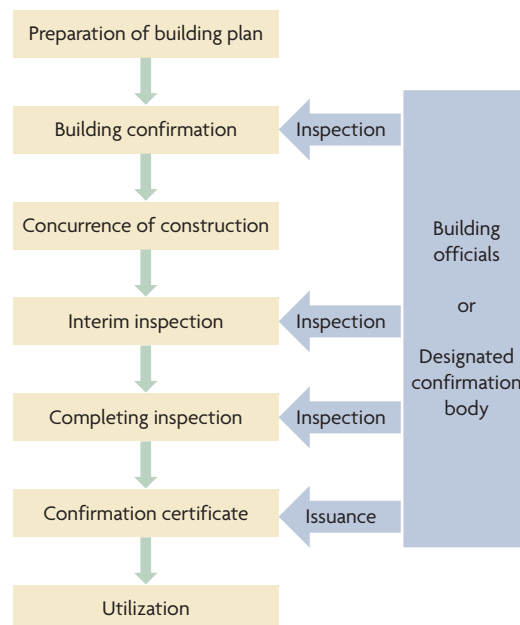 Preparation of building plan
Building confirmation
Inspection
Concurrence of construction
Interim inspection
Inspection
Completing inspection
Inspection
Confirmation certificate
Issuance
Utilization
Building
officials
or
Designated
confirmation
body